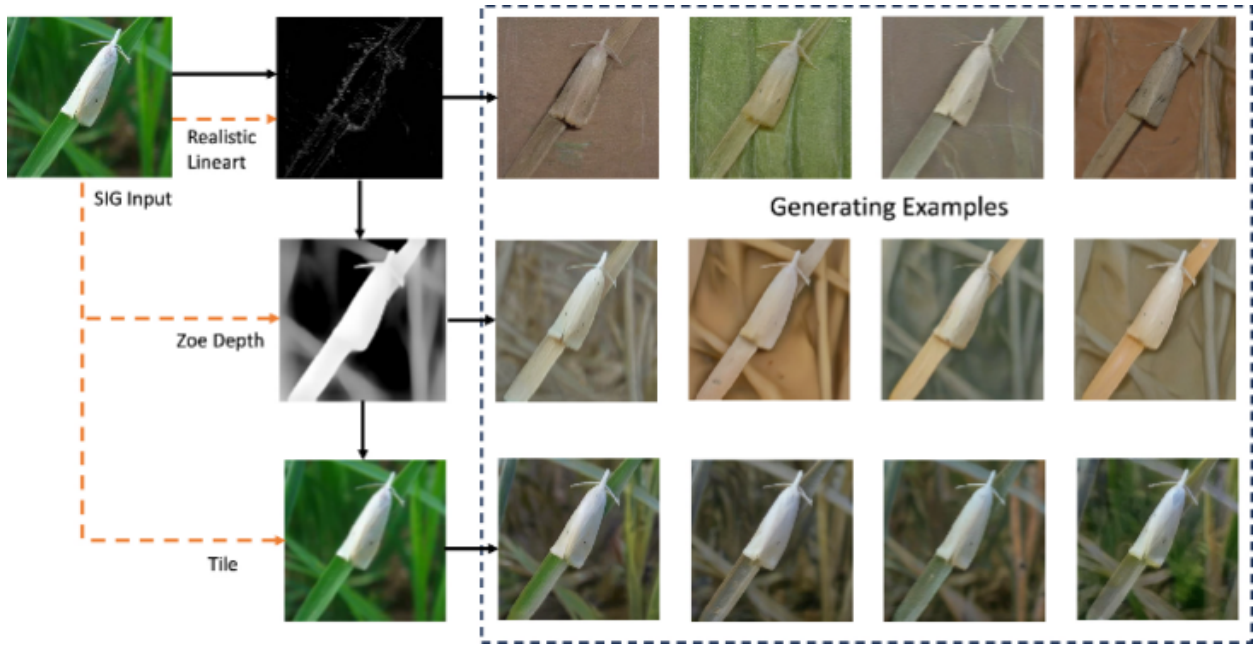 Realistic
Lineart
SIG Input
Generating Examples
Zoe Depth
Tile